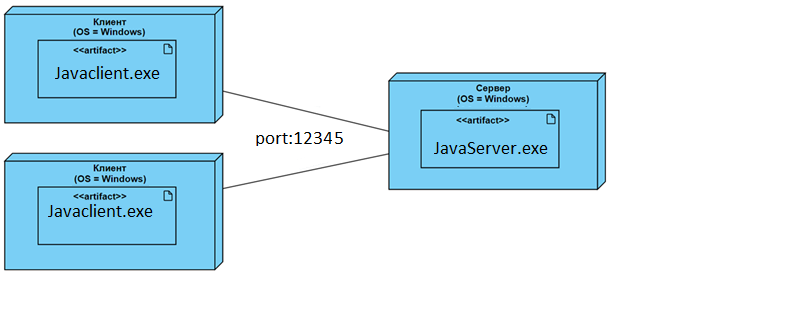 Клиент
(OS = Windows)
<<artifact>>
Javaclient.exe
Клиент
(OS = Windows)
<<artifact>>
Javaclient.exe
port:12345
Сервер
(OS = Windows)
<<artifact>>
JavaServer.exe